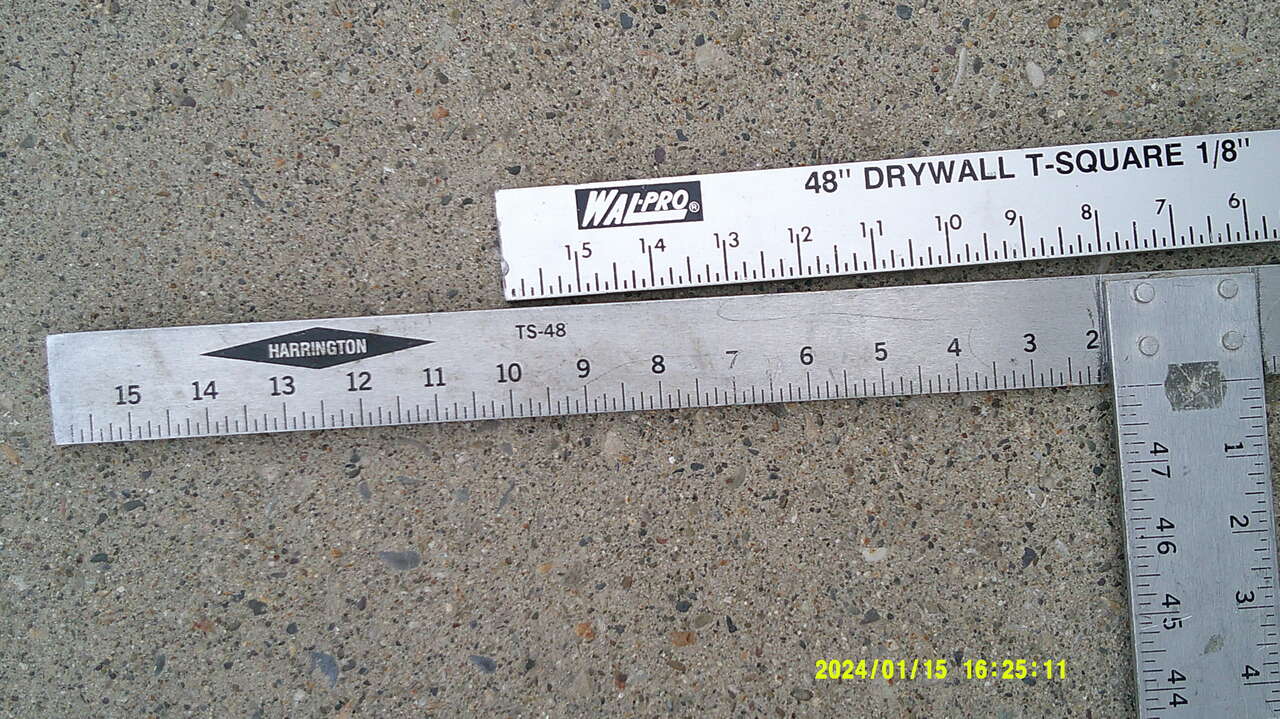 WAL-PRO®
48" DRYWALL T-SQUARE 1/8"
15 14 13 12 11 10 9 8 7 6
HARRINGTON
TS-48
15 14 13 12 11 10 9 8 7 6 5 4 3 2
47 46 45 44
1 2 3 4
2024/01/15 16:25:11